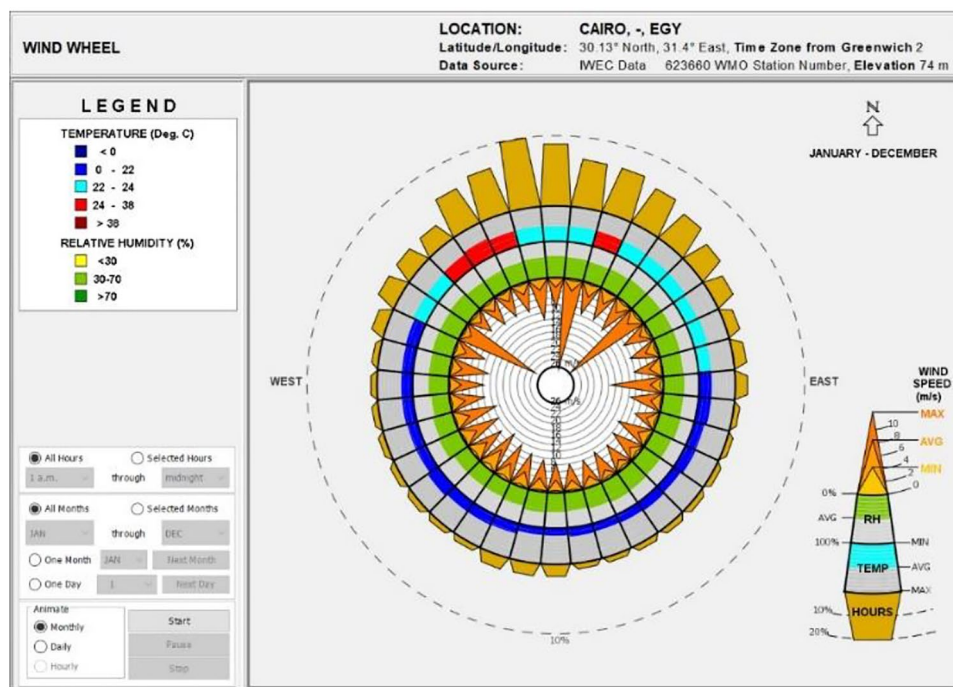 WIND WHEEL
LOCATION: CAIRO, -, EGY
Latitude/Longitude: 30.13° North, 31.4° East, Time Zone from Greenwich 2
Data Source: IWEC Data 623660 WMO Station Number, Elevation 74 m
LEGEND
TEMPERATURE (Deg. C)
< 0
0 - 22
22 - 24
24 - 38
> 38
RELATIVE HUMIDITY (%)
<30
30-70
>70
All Hours Selected Hours
1 a.m. through midnight
All Months Selected Months
JAN through DEC
One Month JAN Next Month
One Day 1 Next Day
Animate
Monthly Start
Daily Pause
Hourly Stop
N
JANUARY - DECEMBER
WEST
EAST
m/s
26 m/s
10%
WIND
SPEED
(m/s)
MAX
10
8 AVG
6
4 MIN
2
0% 0
AVG RH
100% MIN
TEMP AVG
MAX
HOURS
10%
20%